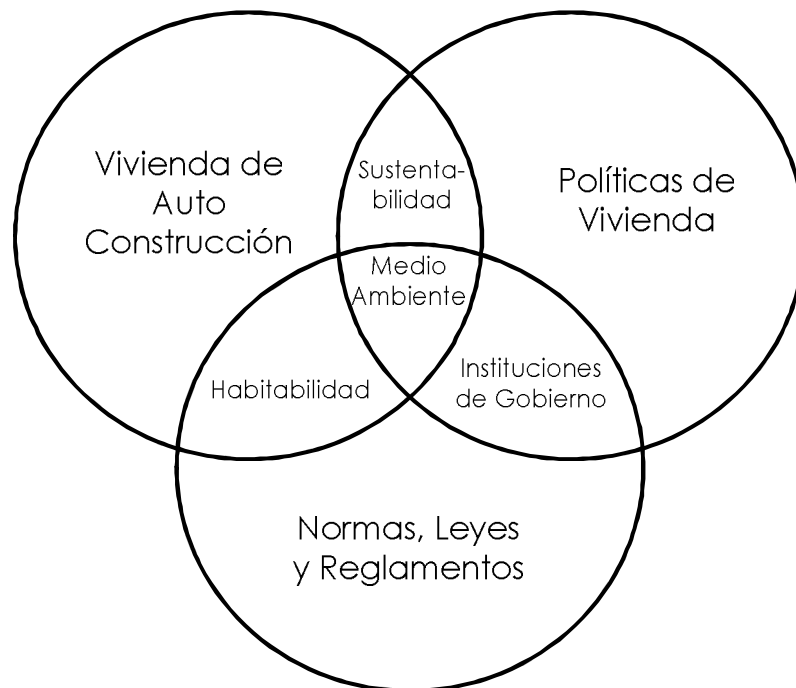 Vivienda de
Auto
Construcción
Sustenta-
bilidad
Políticas de
Vivienda
Medio
Ambiente
Habitabilidad
Instituciones
de Gobierno
Normas, Leyes
y Reglamentos